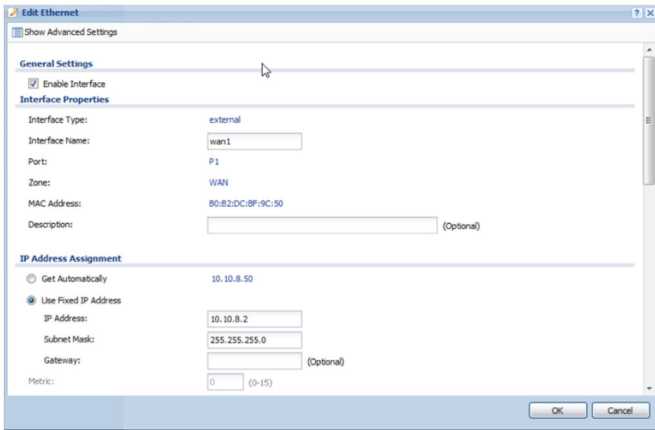 Edit Ethernet
Show Advanced Settings
General Settings
Enable Interface
Interface Properties
Interface Type: external
Interface Name: wan1
Port: P1
Zone: WAN
MAC Address: B0:B2:DC:BF:9C:50
Description: (Optional)
IP Address Assignment
Get Automatically 10.10.8.50
Use Fixed IP Address
IP Address: 10.10.8.2
Subnet Mask: 255.255.255.0
Gateway: (Optional)
Metric: 0 (0-15)
OK Cancel